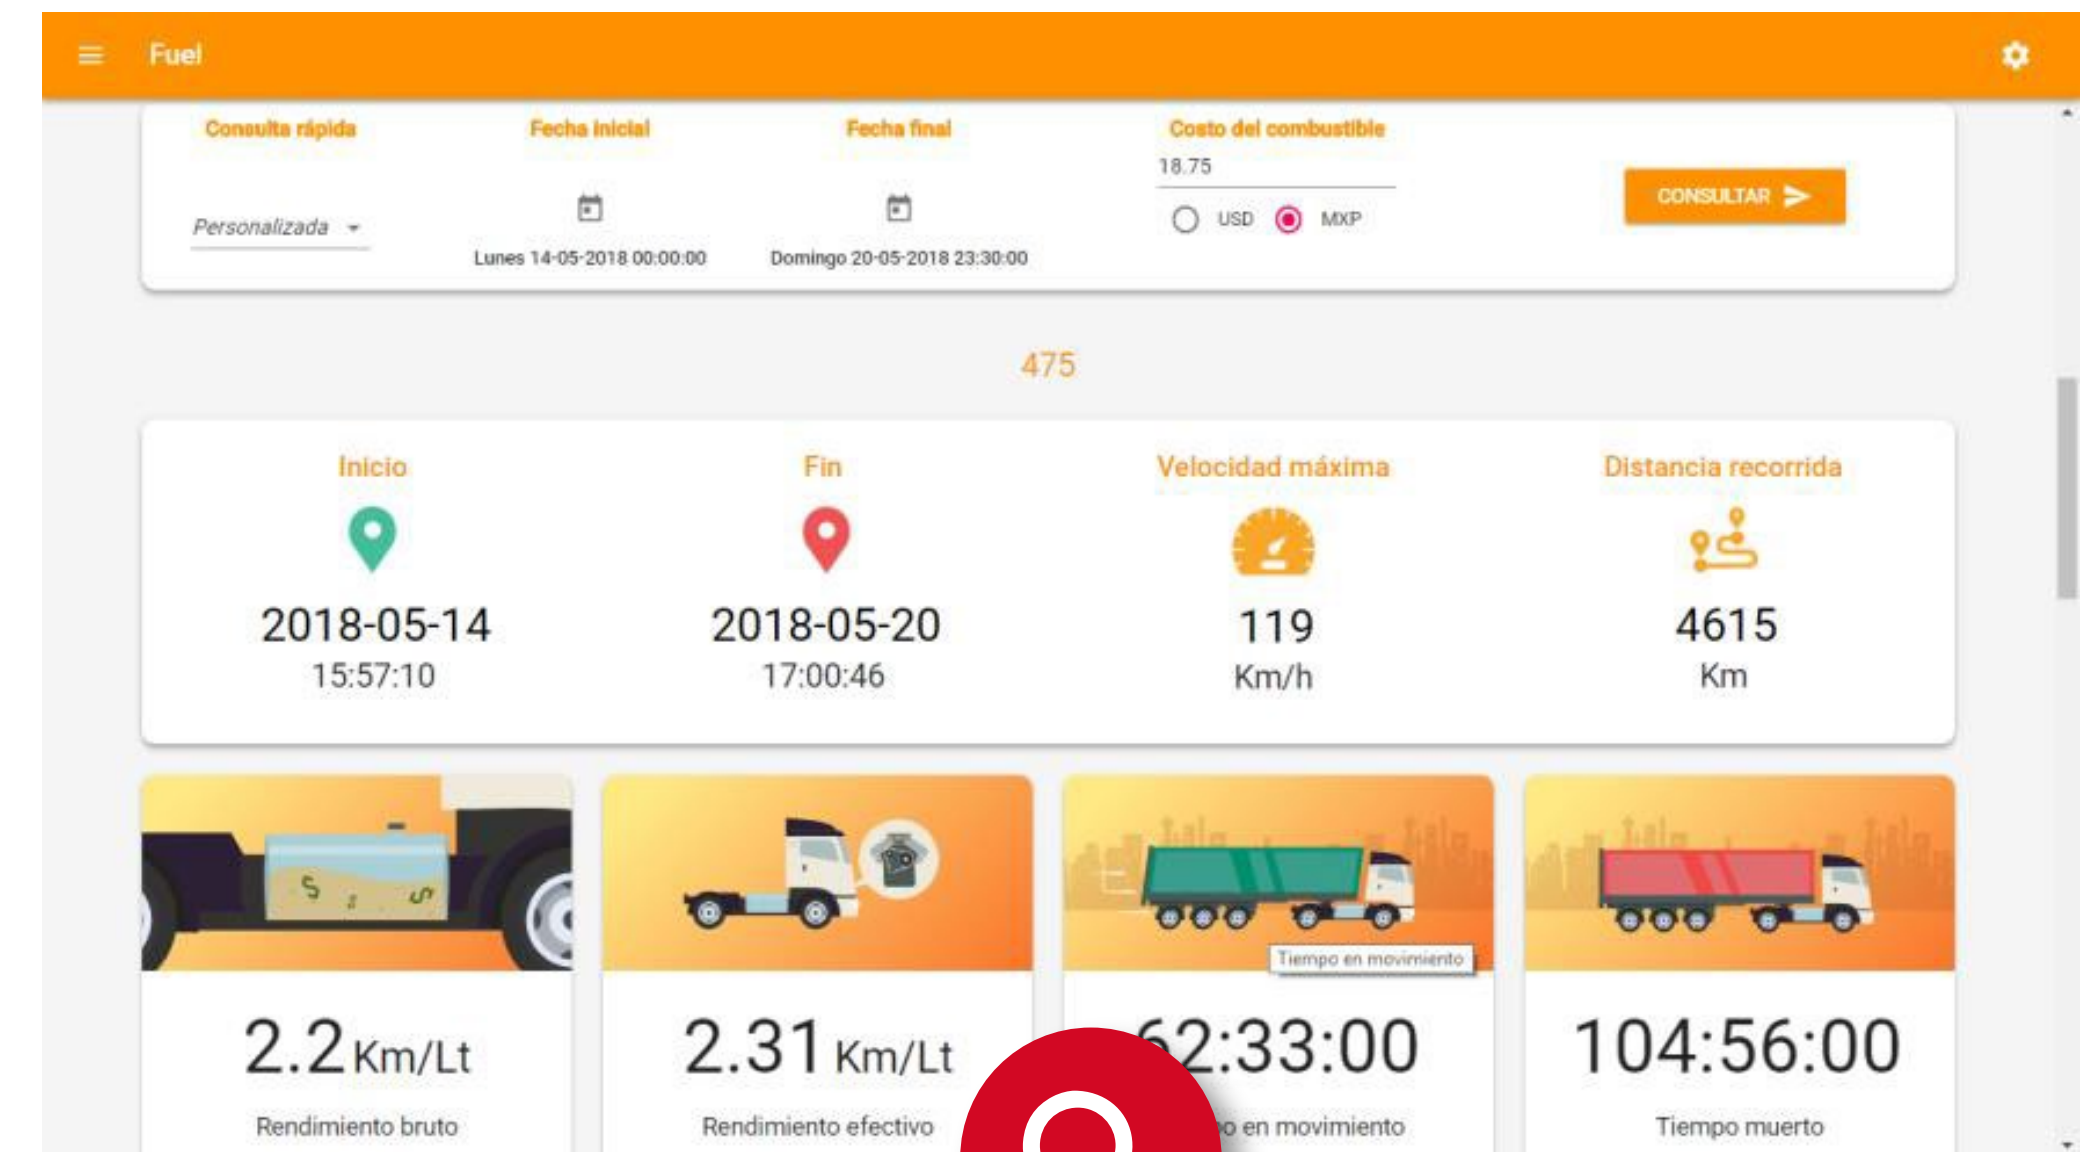 Fuel
Consulta rápida
Fecha inicial
Fecha final
Costo del combustible
18.75
USD
MXP
CONSULTAR
Personalizada
Lunes 14-05-2018 00:00:00
Domingo 20-05-2018 23:30:00
475
Inicio
Fin
Velocidad máxima
Distancia recorrida
2018-05-14
2018-05-20
119
4615
15:57:10
17:00:46
Km/h
Km
Tiempo en movimiento
2.2 Km/Lt
2.31 Km/Lt
62:33:00
104:56:00
Rendimiento bruto
Rendimiento efectivo
en movimiento
Tiempo muerto